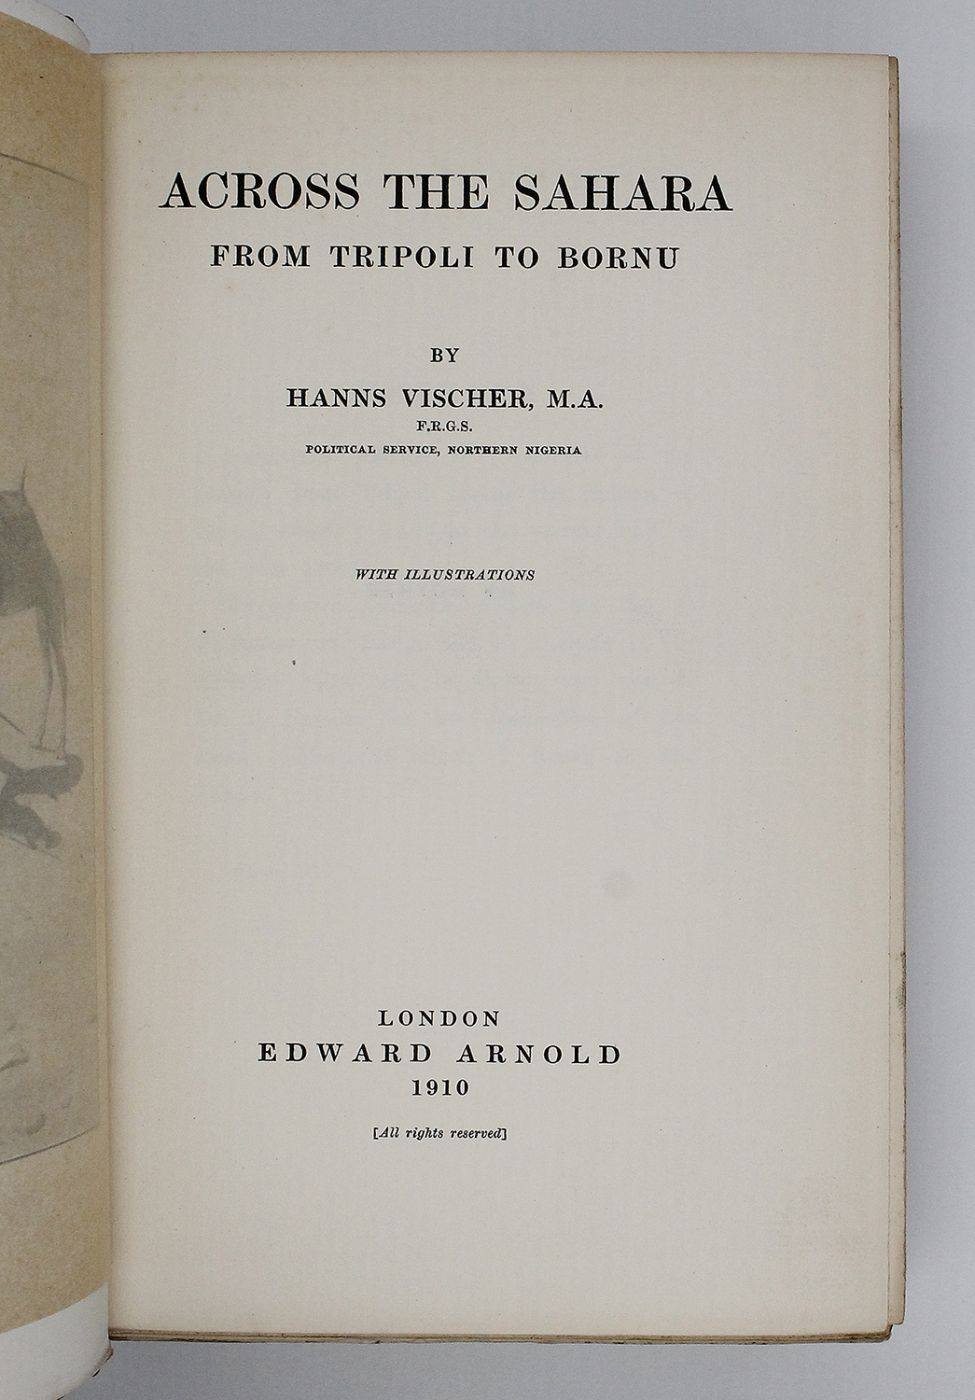 ACROSS THE SAHARA
FROM TRIPOLI TO BORNU
BY
HANNS VISCHER, M.A.
F.R.G.S.
POLITICAL SERVICE, NORTHERN NIGERIA
WITH ILLUSTRATIONS
LONDON
EDWARD ARNOLD
1910
[All rights reserved]